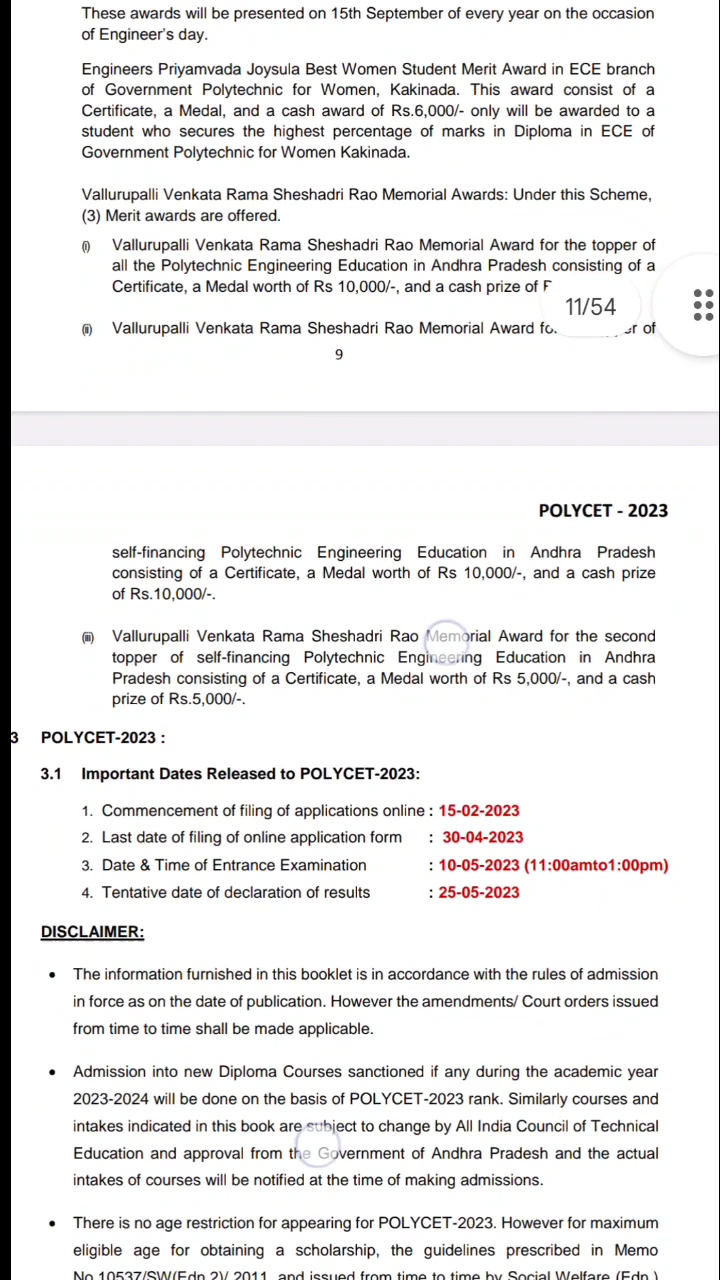 These awards will be presented on 15th September of every year on the occasion
of Engineer's day.
Engineers Priyamvada Joysula Best Women Student Merit Award in ECE branch
of Government Polytechnic for Women, Kakinada. This award consist of a
Certificate, a Medal, and a cash award of Rs.6,000/- only will be awarded to a
student who secures the highest percentage of marks in Diploma in ECE of
Government Polytechnic for Women Kakinada.
Vallurupalli Venkata Rama Sheshadri Rao Memorial Awards: Under this Scheme,
(3) Merit awards are offered.
(i) Vallurupalli Venkata Rama Sheshadri Rao Memorial Award for the topper of
all the Polytechnic Engineering Education in Andhra Pradesh consisting of a
Certificate, a Medal worth of Rs 10,000/-, and a cash prize of
11/54
(ii) Vallurupalli Venkata Rama Sheshadri Rao Memorial Award of
9
POLYCET - 2023
self-financing Polytechnic Engineering Education in Andhra Pradesh
consisting of a Certificate, a Medal worth of Rs 10,000/-, and a cash prize
of Rs.10,000/-.
(iii) Vallurupalli Venkata Rama Sheshadri Rao Memorial Award for the second
topper of self-financing Polytechnic Engineering Education in Andhra
Pradesh consisting of a Certificate, a Medal worth of Rs 5,000/-, and a cash
prize of Rs.5,000/-.
3 POLYCET-2023 :
3.1 Important Dates Released to POLYCET-2023:
1. Commencement of filing of applications online : 15-02-2023
2. Last date of filing of online application form : 30-04-2023
3. Date & Time of Entrance Examination : 10-05-2023 (11:00amto1:00pm)
4. Tentative date of declaration of results : 25-05-2023
DISCLAIMER:
• The information furnished in this booklet is in accordance with the rules of admission
in force as on the date of publication. However the amendments/ Court orders issued
from time to time shall be made applicable.
• Admission into new Diploma Courses sanctioned if any during the academic year
2023-2024 will be done on the basis of POLYCET-2023 rank. Similarly courses and
intakes indicated in this book are subject to change by All India Council of Technical
Education and approval from the Government of Andhra Pradesh and the actual
intakes of courses will be notified at the time of making admissions.
• There is no age restriction for appearing for POLYCET-2023. However for maximum
eligible age for obtaining a scholarship, the guidelines prescribed in Memo
No.10537/SW(Edn.2)/ 2011, and issued from time to time by Social Welfare (Edn.)